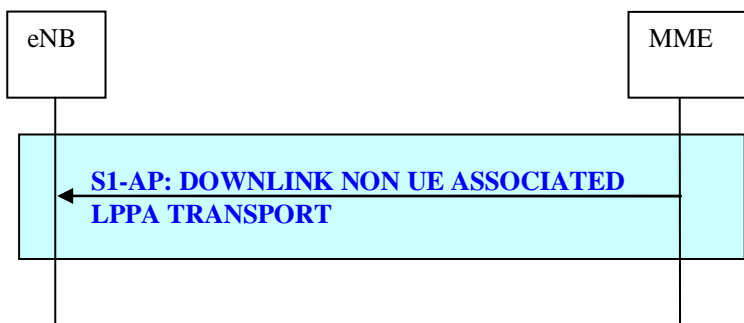 eNB
MME
S1-AP: DOWNLINK NON UE ASSOCIATED
LPPA TRANSPORT